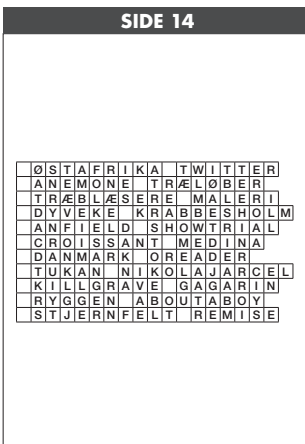 SIDE 14
ØSTAFRIKA TWITTER
ANEMONE TRÆLØBER
TRÆBLÆSERE MALERI
DYVEKE KRABBESHOLM
ANFIELD SHOWTRIAL
CROISSANT MEDINA
DANMARK OREADER
TUKAN NIKOLAJARCEL
KILLGRAVE GAGARIN
RYGGEN ABOUTABOY
STJERNFELT REMISE